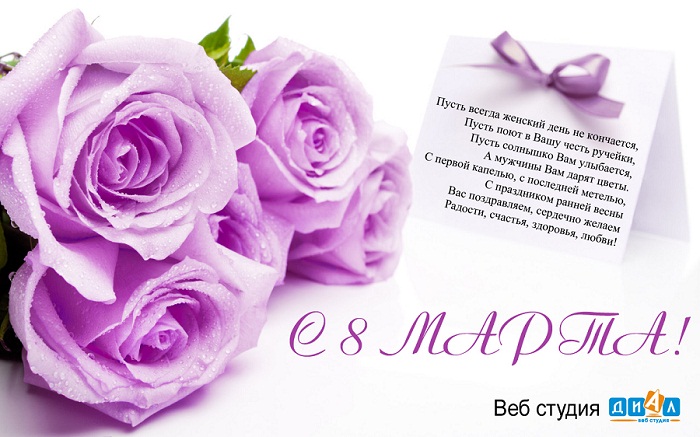 Пусть всегда женский день не кончается,
Пусть поют в Вашу честь ручейки,
Пусть солнышко Вам улыбается,
А мужчины Вам дарят цветы.
С первой капелью, с последней метелью,
С праздником ранней весны
Вас поздравляем, сердечно желаем
Радости, счастья, здоровья, любви!
С 8 МАРТА!
Веб студия ДИАЛ
веб студия